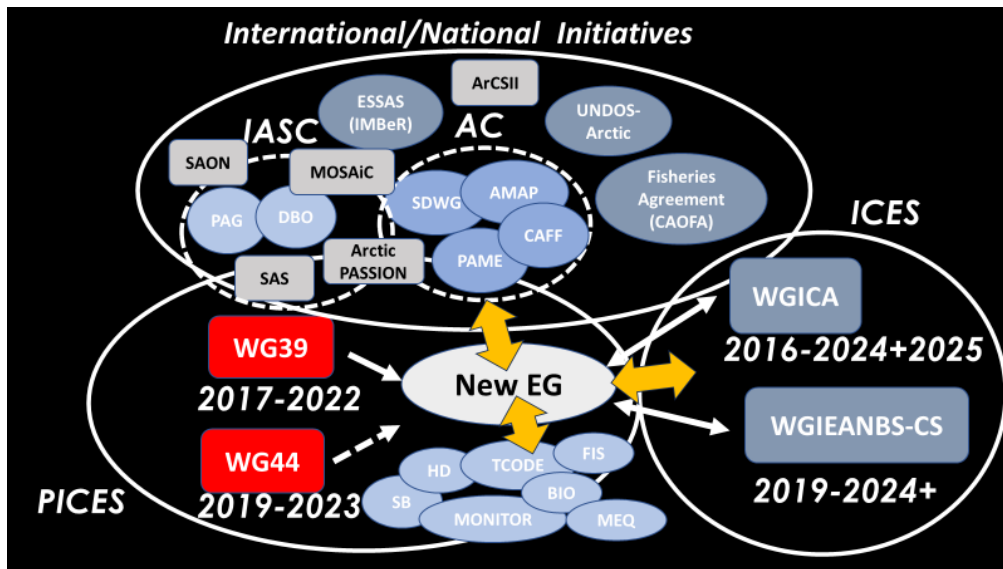 International/National Initiatives
ArCSII
ESSAS
(IMBeR)
UNDOS-
Arctic
IASC
AC
SAON
MOSAiC
Fisheries
Agreement
(CAOFA)
SDWG
AMAP
PAG
DBO
CAFF
ICES
PAME
Arctic
PASSION
SAS
WGICA
2016-2024+2025
WG39
2017-2022
New EG
WGIEANBS-CS
2019-2024+
WG44
2019-2023
PICES
HD
TCODE
FIS
SB
BIO
MONITOR
MEQ